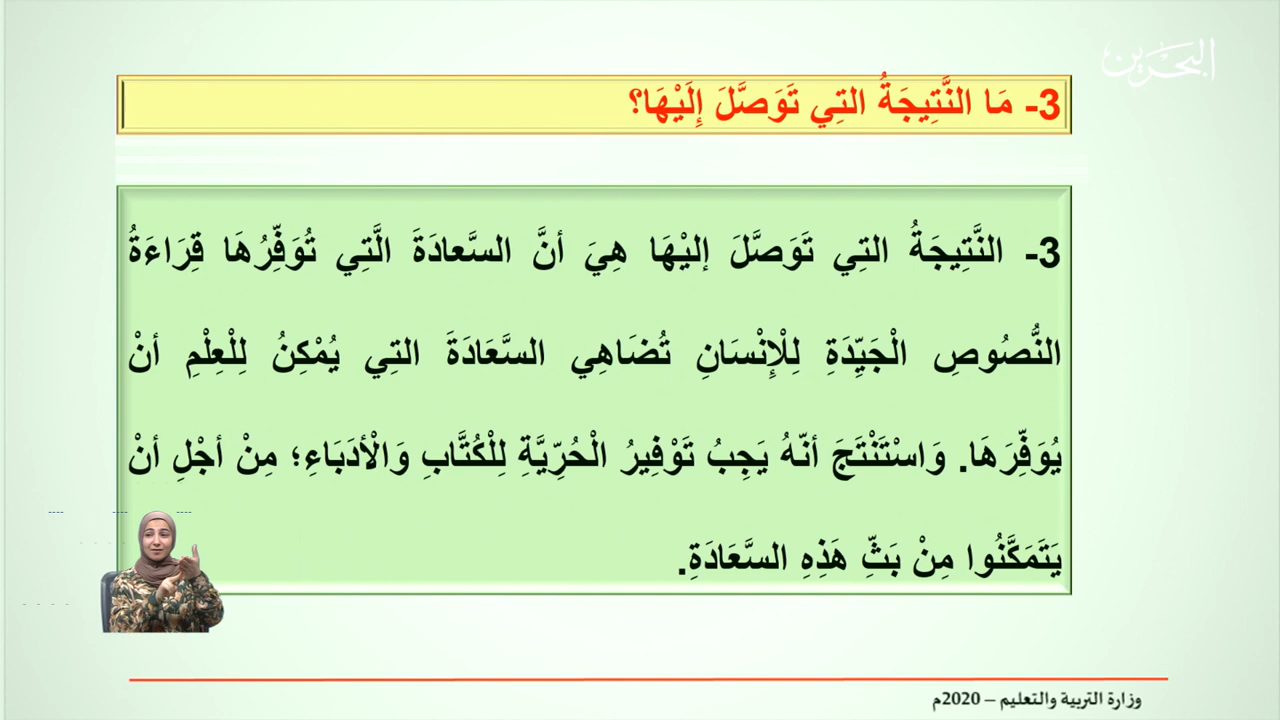 البحرين
3- مَا النَّتِيجَةُ التِي تَوَصَّلَ إِلَيْهَا؟
3- النَّتِيجَةُ التِي تَوَصَّلَ إليْهَا هِيَ أنَّ السَّعادَةَ الَّتِي تُوَفِّرُهَا قِرَاءَةُ
النُّصُوصِ الْجَيِّدَةِ لِلْإِنْسَانِ تُضَاهِي السَّعَادَةَ التِي يُمْكِنُ لِلْعِلْمِ أنْ
يُوَفِّرَهَا. وَاسْتَنْتَجَ أنّهُ يَجِبُ تَوْفِيرُ الْحُرِّيَّةِ لِلْكُتَّابِ وَالْأدَبَاءِ؛ مِنْ أجْلِ أنْ
يَتَمَكَّنُوا مِنْ بَثِّ هَذِهِ السَّعَادَةِ.
وزارة التربية والتعليم – 2020م